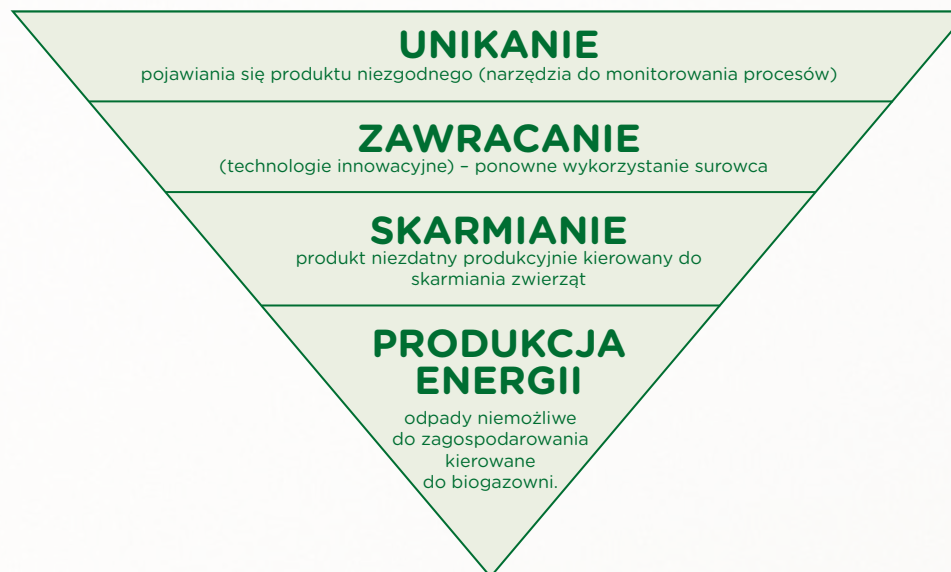 UNIKANIE
pojawiania się produktu niezgodnego (narzędzia do monitorowania procesów)
ZAWRACANIE
(technologie innowacyjne) – ponowne wykorzystanie surowca
SKARMIANIE
produkt niezdatny produkcyjnie kierowany do
skarmiania zwierząt
PRODUKCJA
ENERGII
odpady niemożliwe
do zagospodarowania
kierowane
do biogazowni.